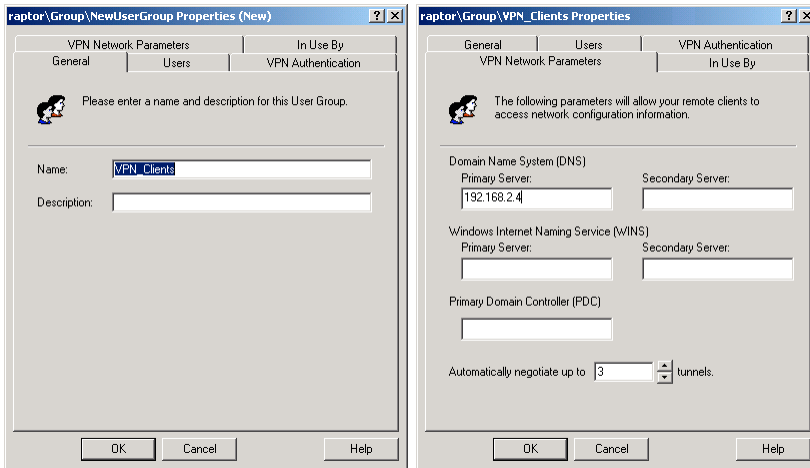 raptor\Group\NewUserGroup Properties (New)
VPN Network Parameters
In Use By
General
Users
VPN Authentication
Please enter a name and description for this User Group.
Name:
VPN_Clients
Description:
OK
Cancel
Help
raptor\Group\VPN_Clients Properties
General
Users
VPN Authentication
VPN Network Parameters
In Use By
The following parameters will allow your remote clients to
access network configuration information.
Domain Name System (DNS)
Primary Server:
Secondary Server:
192.168.2.4
Windows Internet Naming Service (WINS)
Primary Server:
Secondary Server:
Primary Domain Controller (PDC)
Automatically negotiate up to 3 tunnels.
OK
Cancel
Help